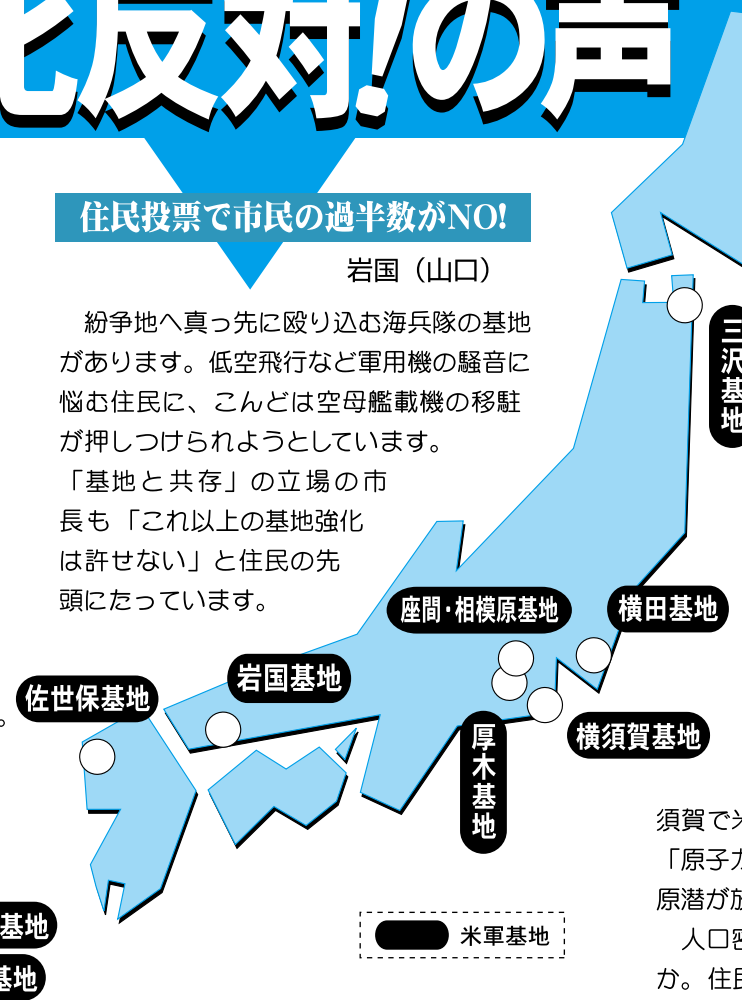 化反対!の声
住民投票で市民の過半数がNO!
岩国（山口）
紛争地へ真っ先に殴り込む海兵隊の基地
があります。低空飛行など軍用機の騒音に
悩む住民に、こんどは空母艦載機の移駐
が押しつけられようとしています。
「基地と共存」の立場の市
長も「これ以上の基地強化
は許せない」と住民の先
頭にたっています。
三沢基地
座間・相模原基地
横田基地
岩国基地
佐世保基地
。
横須賀基地
厚木基地
基地
基地
米軍基地
須賀で米
「原子力
原潜が放
人口密
か。住民